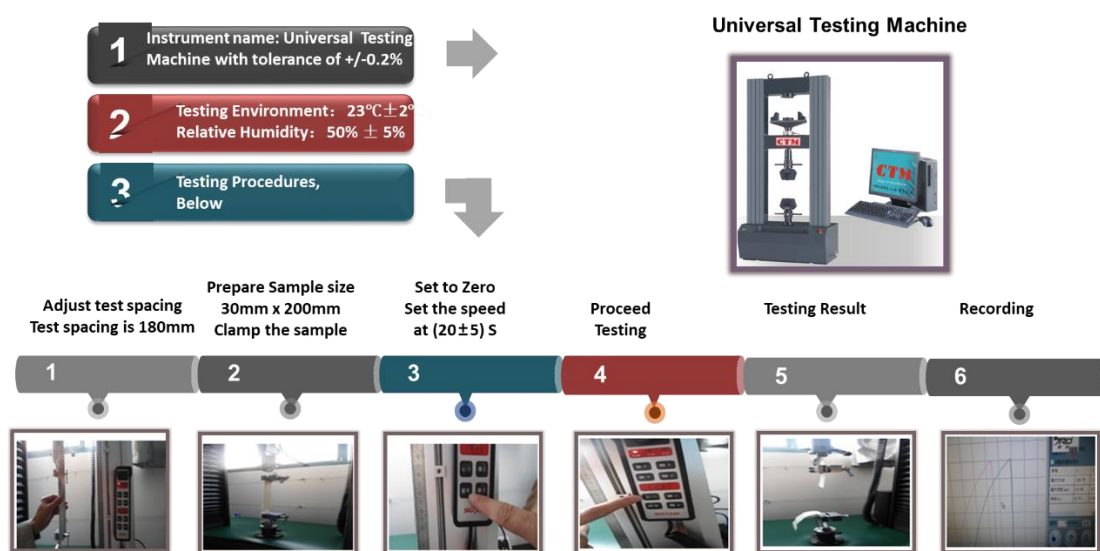 Universal Testing Machine
1
Instrument name: Universal Testing
Machine with tolerance of +/-0.2%
2
Testing Environment： 23℃±2°
Relative Humidity： 50% ± 5%
3
Testing Procedures,
Below
CTM
CTM
Adjust test spacing
Test spacing is 180mm
Prepare Sample size
30mm x 200mm
Clamp the sample
Set to Zero
Set the speed
at (20±5) S
Proceed
Testing
Testing Result
Recording
1
2
3
4
5
6